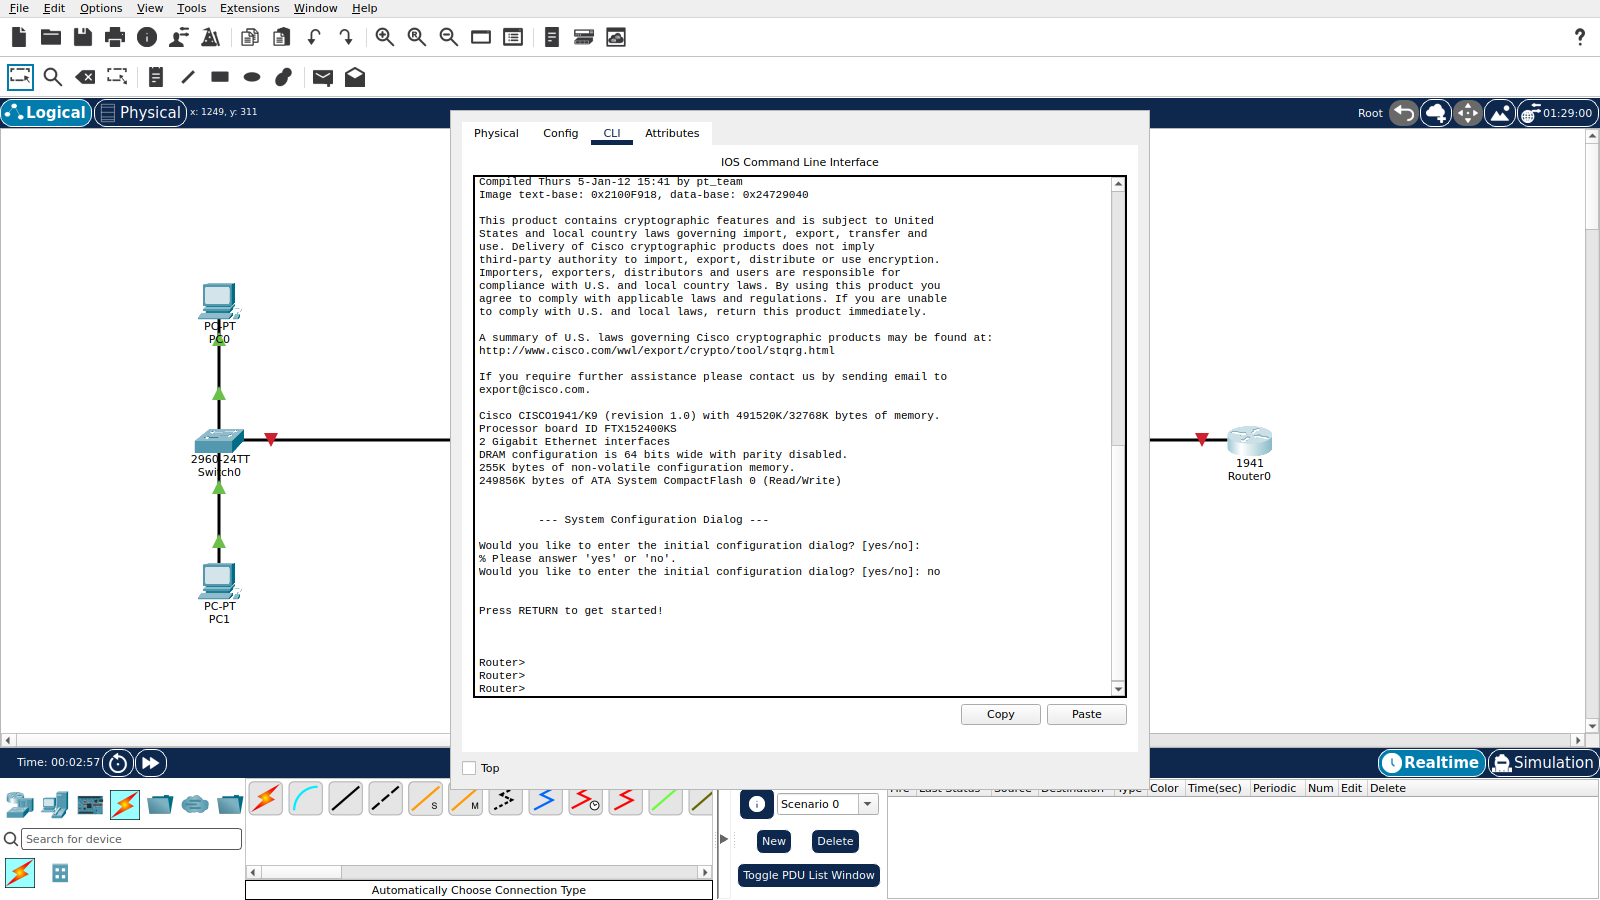 File Edit Options View Tools Extensions Window Help
?
Logical Physical x: 1249, y: 311 Root 01:29:00
Physical Config CLI Attributes
IOS Command Line Interface
Compiled Thurs 5-Jan-12 15:41 by pt_team
Image text-base: 0x2100F918, data-base: 0x24729040
This product contains cryptographic features and is subject to United
States and local country laws governing import, export, transfer and
use. Delivery of Cisco cryptographic products does not imply
third-party authority to import, export, distribute or use encryption.
Importers, exporters, distributors and users are responsible for
compliance with U.S. and local country laws. By using this product you
agree to comply with applicable laws and regulations. If you are unable
to comply with U.S. and local laws, return this product immediately.
A summary of U.S. laws governing Cisco cryptographic products may be found at:
http://www.cisco.com/wwl/export/crypto/tool/stqrg.html
If you require further assistance please contact us by sending email to
export@cisco.com.
Cisco CISCO1941/K9 (revision 1.0) with 491520K/32768K bytes of memory.
Processor board ID FTX152400KS
2 Gigabit Ethernet interfaces
DRAM configuration is 64 bits wide with parity disabled.
255K bytes of non-volatile configuration memory.
249856K bytes of ATA System CompactFlash 0 (Read/Write)
--- System Configuration Dialog ---
Would you like to enter the initial configuration dialog? [yes/no]:
% Please answer 'yes' or 'no'.
Would you like to enter the initial configuration dialog? [yes/no]: no
Press RETURN to get started!
Router>
Router>
Router>
Copy Paste
Top
PC-PT
PC0
2960-24TT
Switch0
PC-PT
PC1
1941
Router0
Time: 00:02:57 Realtime Simulation
S M
Search for device
Automatically Choose Connection Type
Scenario 0
New Delete
Toggle PDU List Window
Fire Last Status Source Destination Type Color Time(sec) Periodic Num Edit Delete